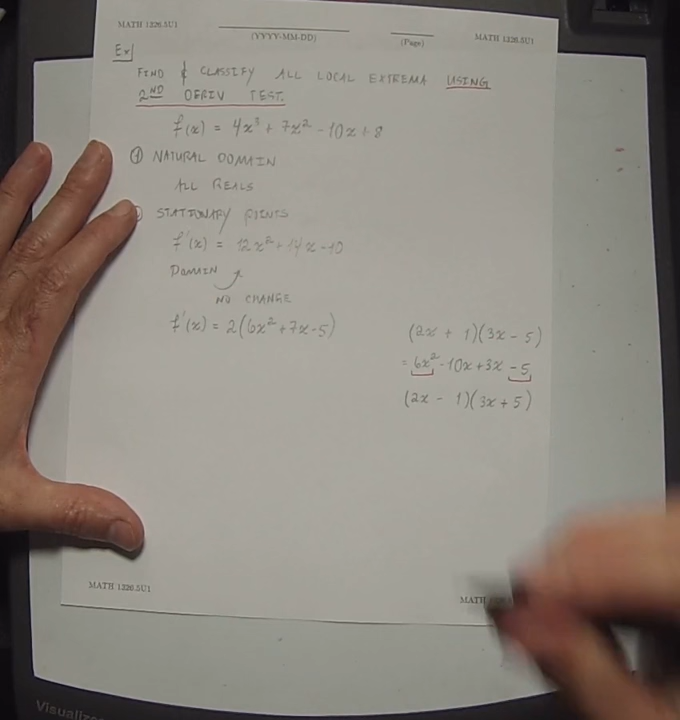 MATH 1226.5U1
(YYYY-MM-DD)
(Page)
MATH 1226.5U1
Ex
FIND & CLASSIFY ALL LOCAL EXTREMA USING
2ND DERIV TEST.
f(x) = 4x³ + 7x² - 10x + 8
① NATURAL DOMAIN
ALL REALS
STATIONARY POINTS
f'(x) = 12x² + 14x - 10
DOMAIN
NO CHANGE
f'(x) = 2(6x² + 7x - 5)
(2x + 1)(3x - 5)
= 6x² - 10x + 3x - 5
(2x - 1)(3x + 5)
MATH 1226.5U1
MATH
Visualize